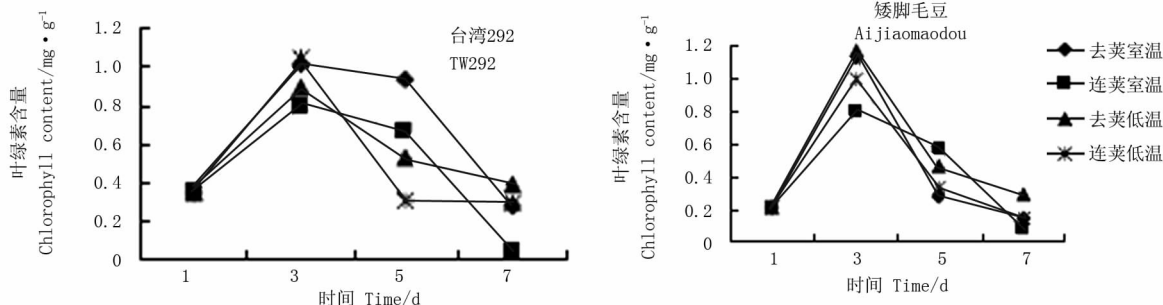 台湾292
TW292
叶绿素含量
Chlorophyll content/mg·g⁻¹
1.2
1.0
0.8
0.6
0.4
0.2
0
1 3 5 7
时间 Time/d
矮脚毛豆
Aijiaomaodou
叶绿素含量
Chlorophyll content/mg·g⁻¹
1.2
1.0
0.8
0.6
0.4
0.2
0
1 3 5 7
时间 Time/d
去荚室温
连荚室温
去荚低温
连荚低温